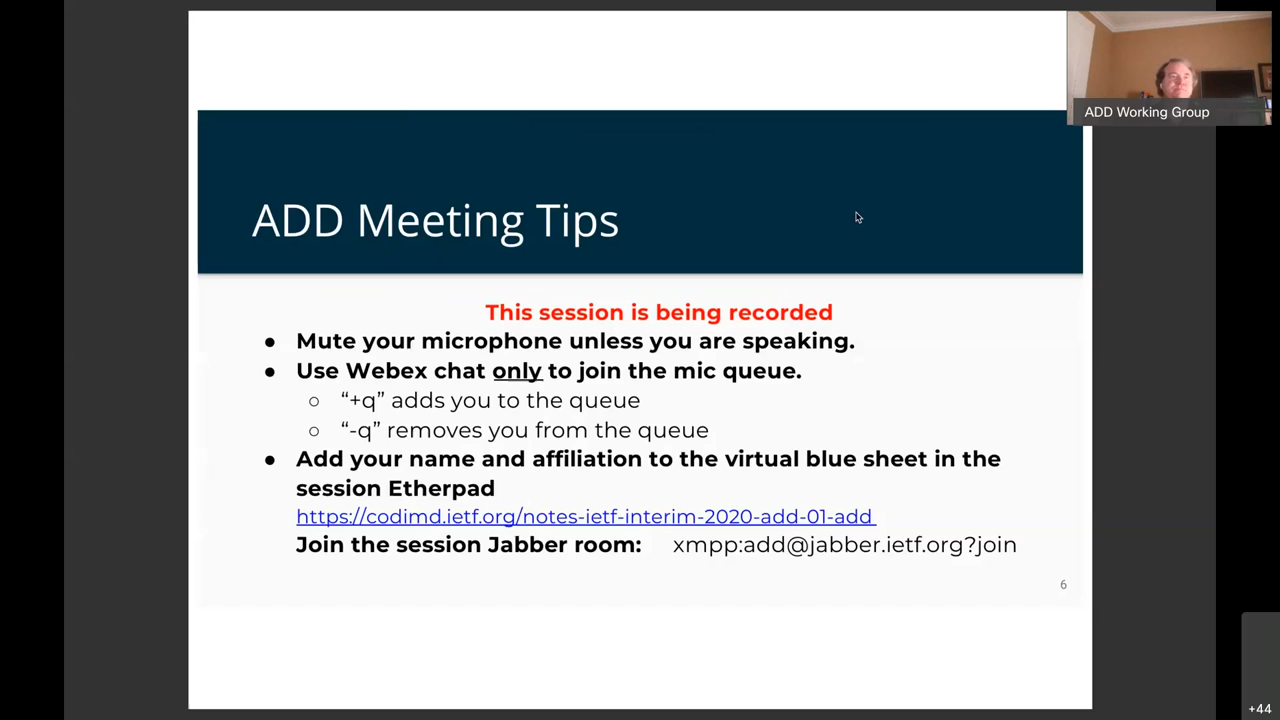 ADD Working Group
ADD Meeting Tips
This session is being recorded
● Mute your microphone unless you are speaking.
● Use Webex chat only to join the mic queue.
○ “+q” adds you to the queue
○ “-q” removes you from the queue
● Add your name and affiliation to the virtual blue sheet in the
session Etherpad
https://codimd.ietf.org/notes-ietf-interim-2020-add-01-add
Join the session Jabber room: xmpp:add@jabber.ietf.org?join
6
+44